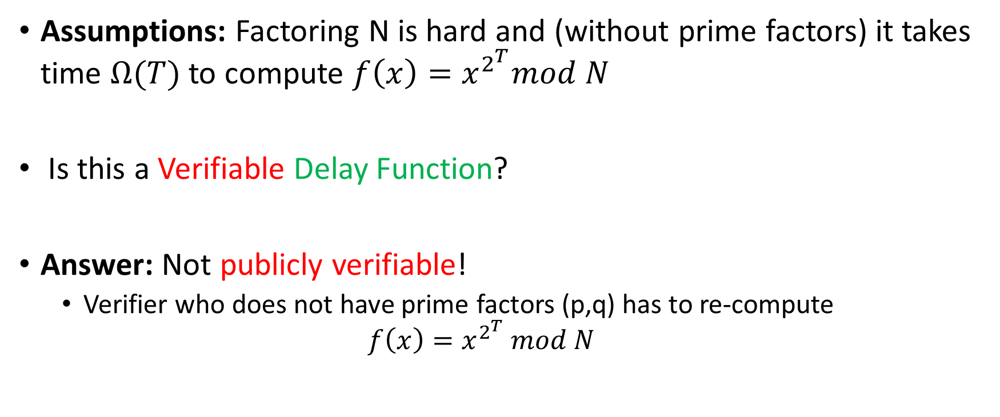 • Assumptions: Factoring N is hard and (without prime factors) it takes
time Ω(T) to compute f(x) = x^{2^T} mod N
• Is this a Verifiable Delay Function?
• Answer: Not publicly verifiable!
• Verifier who does not have prime factors (p,q) has to re-compute
f(x) = x^{2^T} mod N